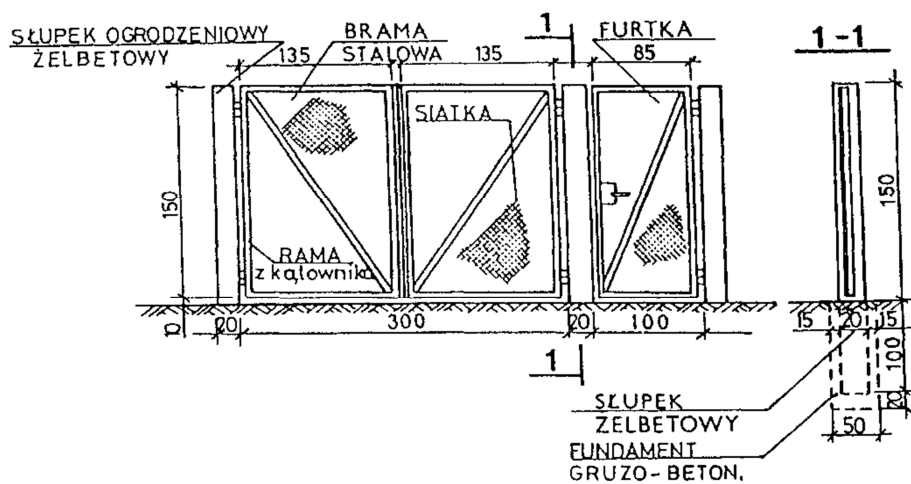 SŁUPEK OGRODZENIOWY
ŻELBETOWY
BRAMA
STALOWA
135
135
1
FURTKA
85
1-1
SIATKA
150
RAMA
z kątownika
150
10
20
300
20
100
15
20
15
1
100
20
50
SŁUPEK
ŻELBETOWY
FUNDAMENT
GRUZO-BETON.